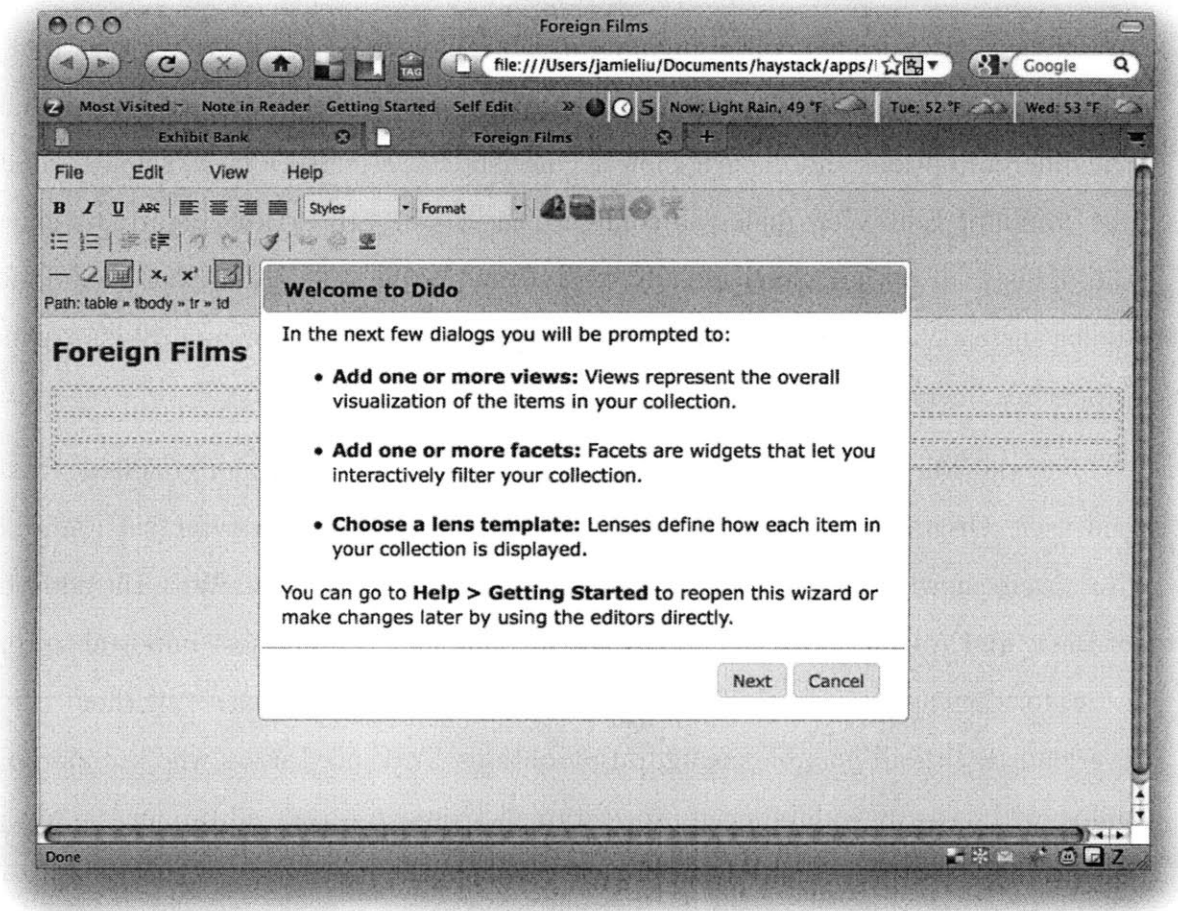 Foreign Films
TAG
file:///Users/jamieliu/Documents/haystack/apps/
Google
Most Visited Note in Reader Getting Started Self Edit » 5 Now: Light Rain, 49 °F Tue: 52 °F Wed: 53 °F
Exhibit Bank Foreign Films +
File Edit View Help
B I U ABC Styles Format
x₂ x²
Path: table » tbody » tr » td
Foreign Films
Welcome to Dido
In the next few dialogs you will be prompted to:
• Add one or more views: Views represent the overall
visualization of the items in your collection.
• Add one or more facets: Facets are widgets that let you
interactively filter your collection.
• Choose a lens template: Lenses define how each item in
your collection is displayed.
You can go to Help > Getting Started to reopen this wizard or
make changes later by using the editors directly.
Next Cancel
Done
Z